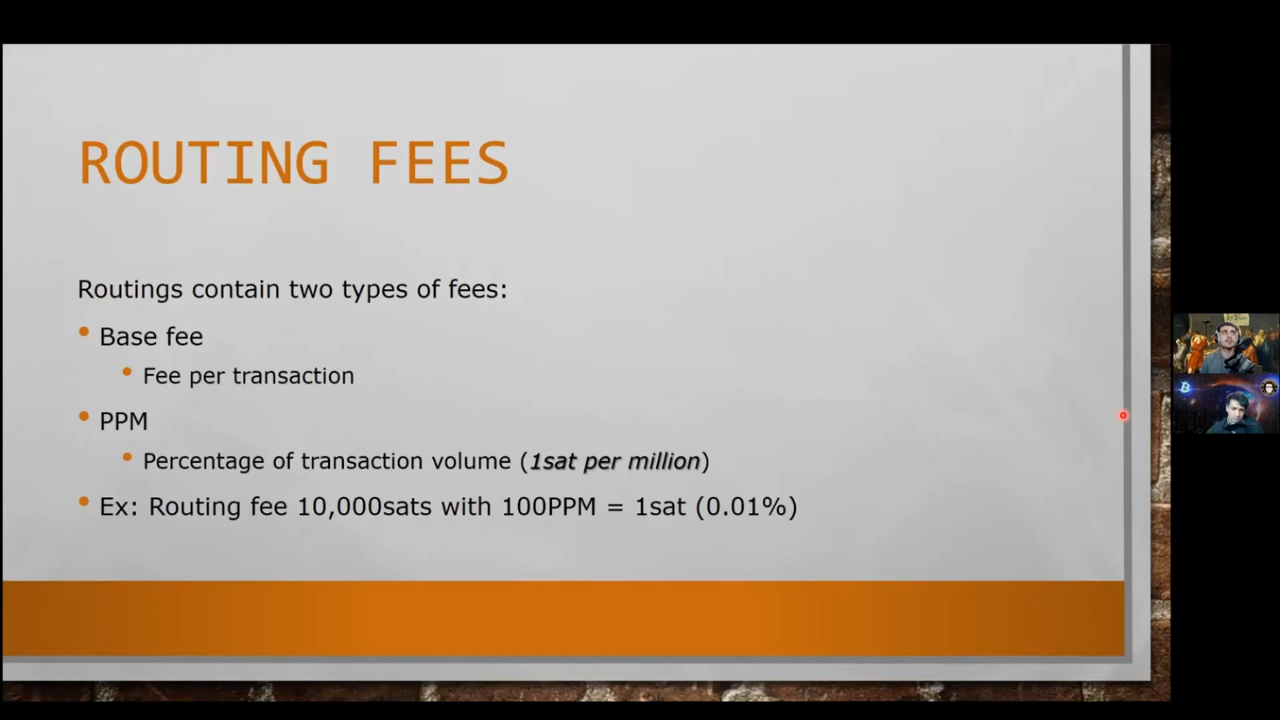 ROUTING FEES
Routings contain two types of fees:
Base fee
Fee per transaction
PPM
Percentage of transaction volume (1sat per million)
Ex: Routing fee 10,000sats with 100PPM = 1sat (0.01%)